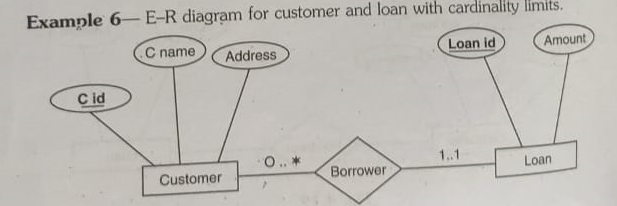 Example 6— E-R diagram for customer and loan with cardinality limits.
C name
Address
Loan id
Amount
C id
Customer
0..*
Borrower
1..1
Loan